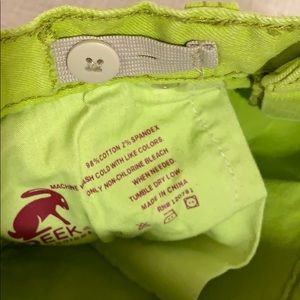 98% COTTON 2% SPANDEX
MACHINE WASH COLD WITH LIKE COLORS.
ONLY NON-CHLORINE BLEACH
WHEN NEEDED.
TUMBLE DRY LOW.
MADE IN CHINA
PEEK